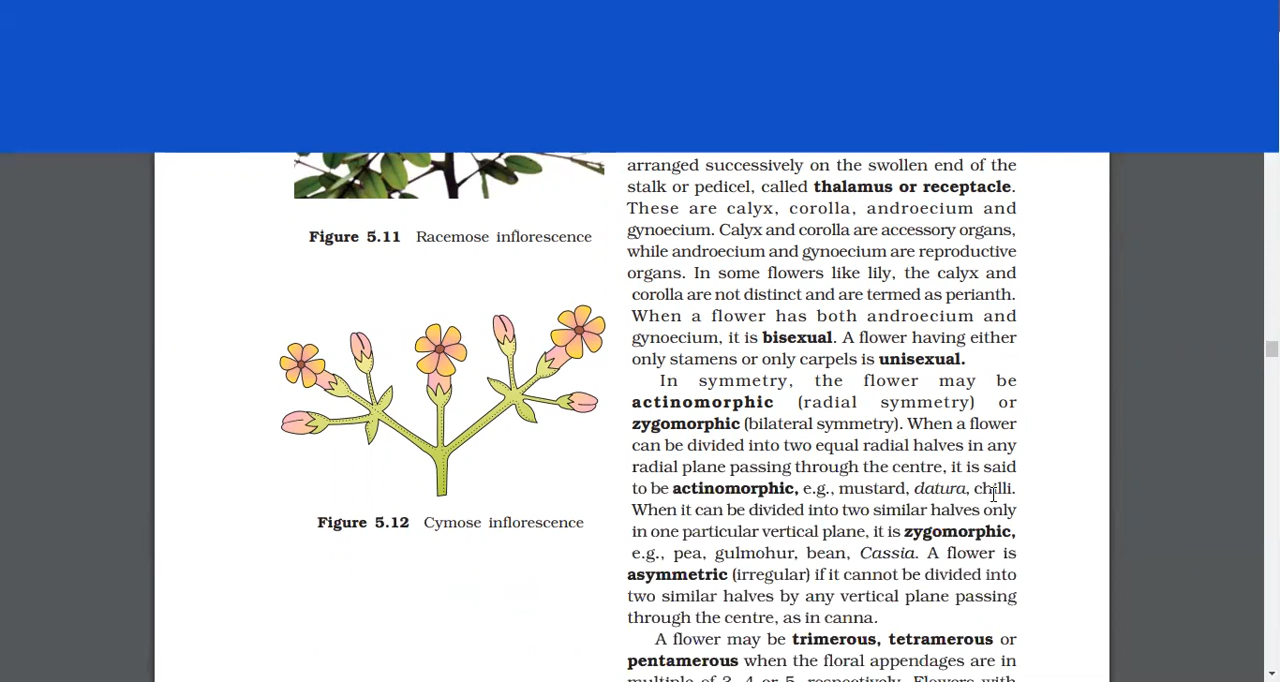 Figure 5.11 Racemose inflorescence
Figure 5.12 Cymose inflorescence
arranged successively on the swollen end of the
stalk or pedicel, called thalamus or receptacle.
These are calyx, corolla, androecium and
gynoecium. Calyx and corolla are accessory organs,
while androecium and gynoecium are reproductive
organs. In some flowers like lily, the calyx and
corolla are not distinct and are termed as perianth.
When a flower has both androecium and
gynoecium, it is bisexual. A flower having either
only stamens or only carpels is unisexual.
In symmetry, the flower may be
actinomorphic (radial symmetry) or
zygomorphic (bilateral symmetry). When a flower
can be divided into two equal radial halves in any
radial plane passing through the centre, it is said
to be actinomorphic, e.g., mustard, datura, chilli.
When it can be divided into two similar halves only
in one particular vertical plane, it is zygomorphic,
e.g., pea, gulmohur, bean, Cassia. A flower is
asymmetric (irregular) if it cannot be divided into
two similar halves by any vertical plane passing
through the centre, as in canna.
A flower may be trimerous, tetramerous or
pentamerous when the floral appendages are in
multiple of 3, 4 or 5, respectively. Flowers with